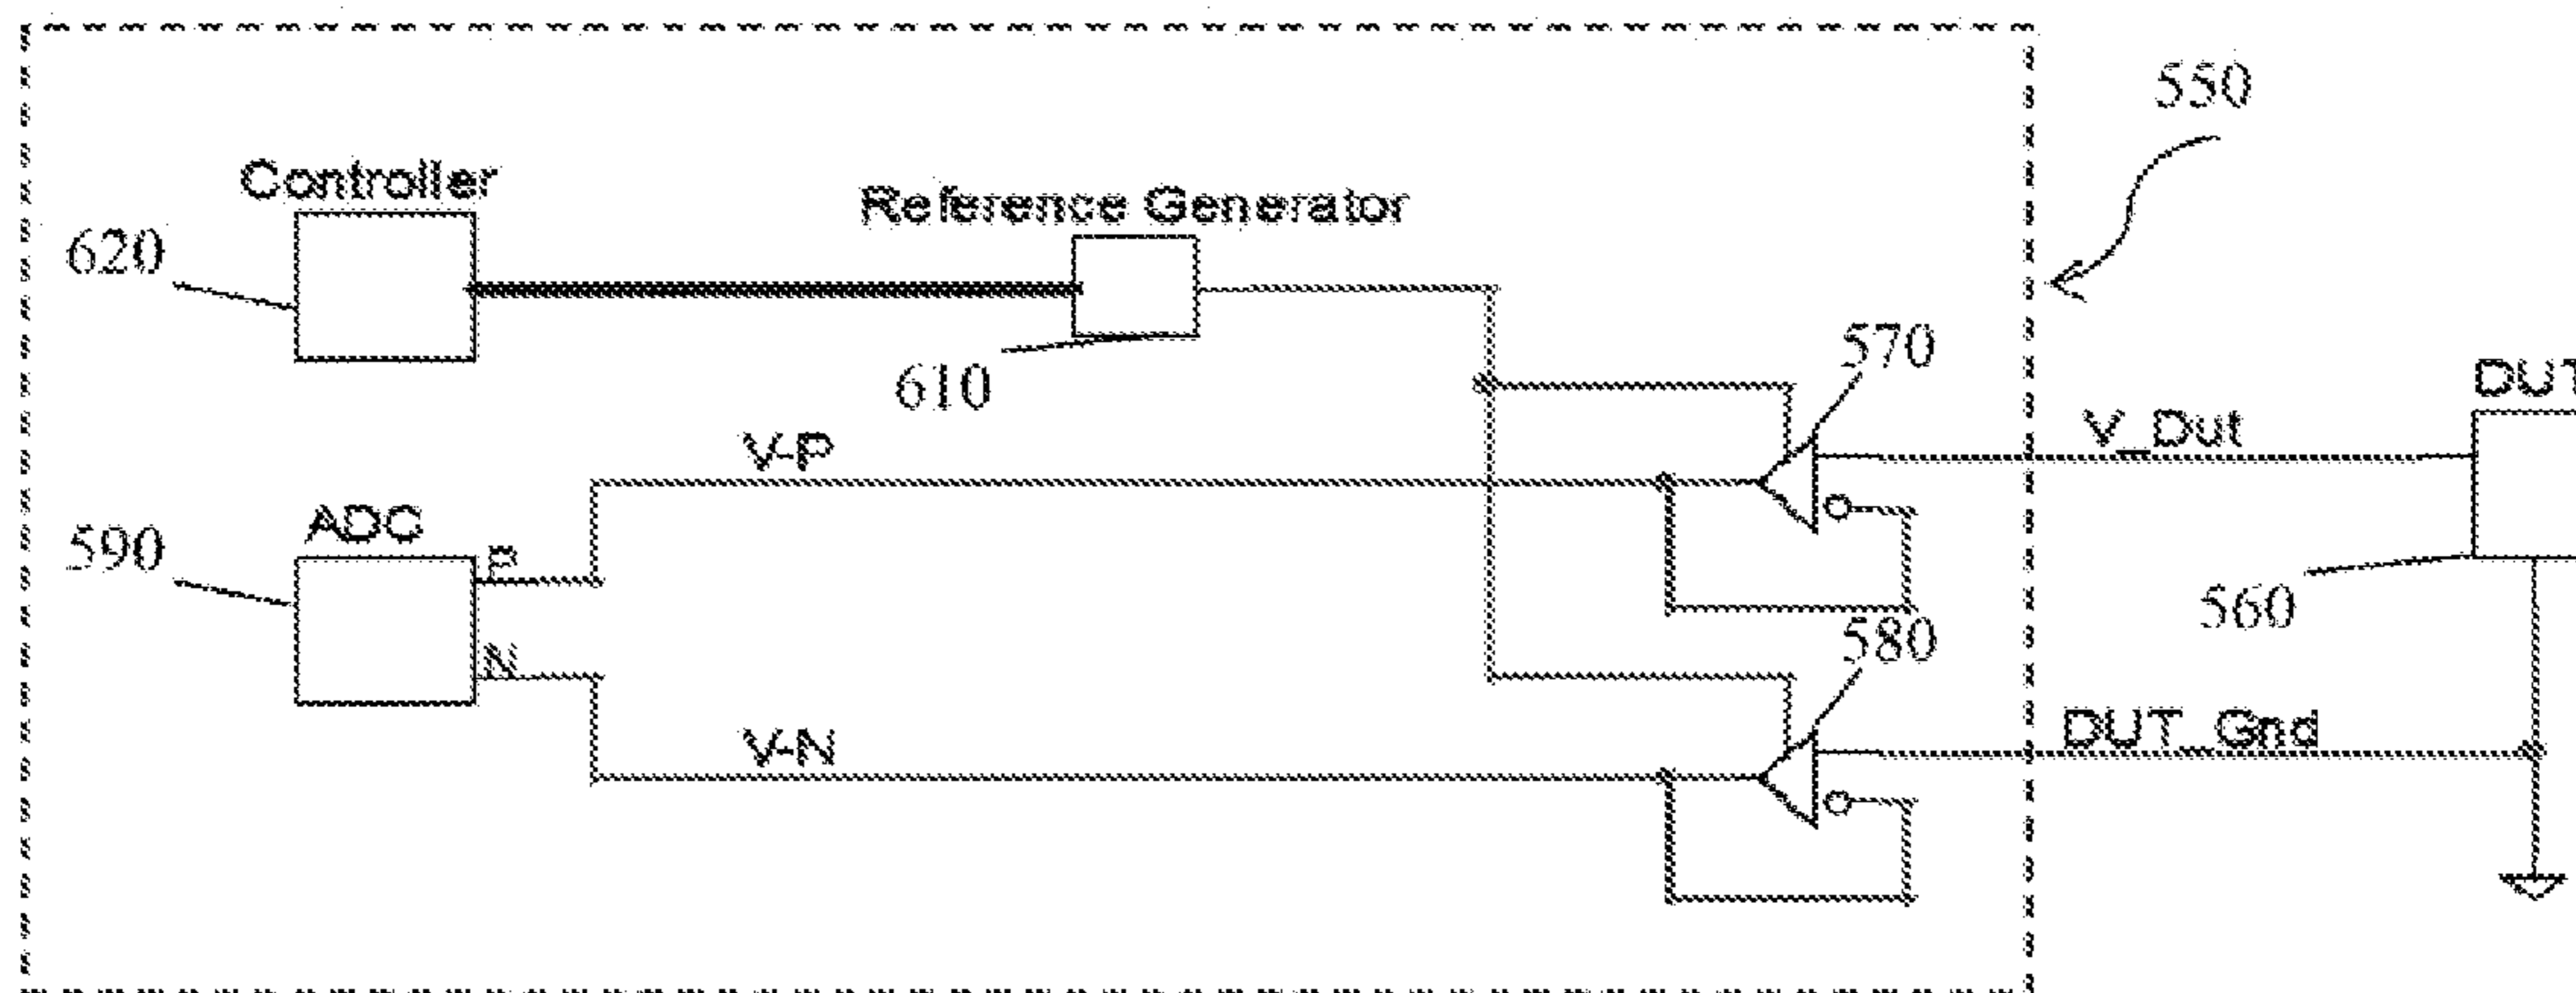 550
Controller
Reference Generator
620
610
570
DUT
V_Dut
V-P
ADC
590
P
560
N
580
DUT_Gnd
V-N